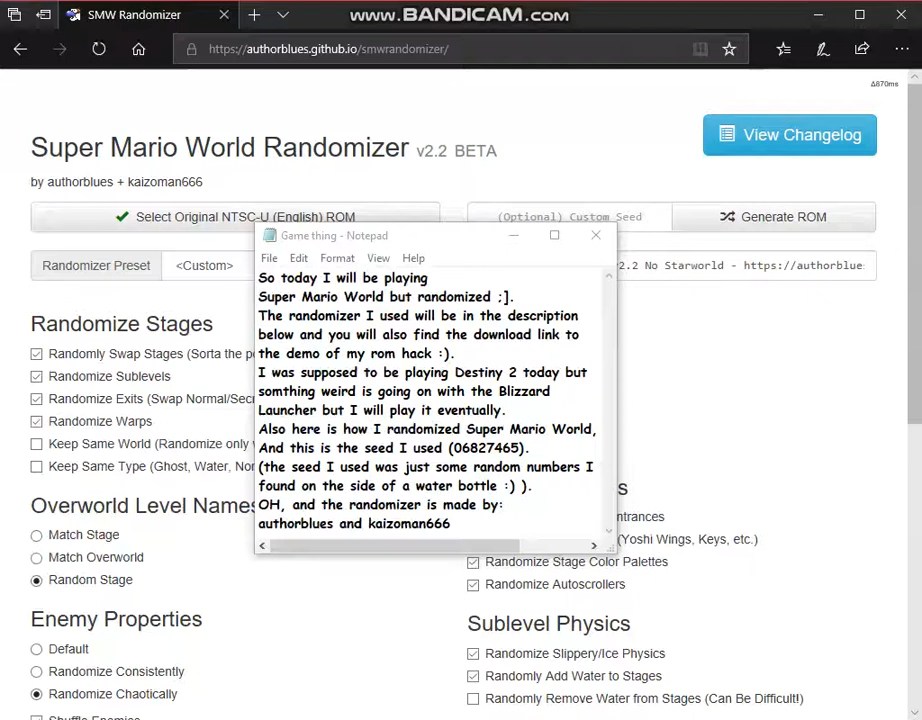 SMW Randomizer
www.BANDICAM.com
https://authorblues.github.io/smwrandomizer/
Δ870ms
Super Mario World Randomizer v2.2 BETA
View Changelog
by authorblues + kaizoman666
Select Original NTSC-U (English) ROM
(Optional) Custom Seed
Generate ROM
Randomizer Preset
<Custom>
v2.2 No Starworld - https://authorblue
Game thing - Notepad
File Edit Format View Help
So today I will be playing
Super Mario World but randomized ;].
The randomizer I used will be in the description
below and you will also find the download link to
the demo of my rom hack :).
I was supposed to be playing Destiny 2 today but
somthing weird is going on with the Blizzard
Launcher but I will play it eventually.
Also here is how I randomized Super Mario World,
And this is the seed I used (06827465).
(the seed I used was just some random numbers I
found on the side of a water bottle :) ).
OH, and the randomizer is made by:
authorblues and kaizoman666
Randomize Stages
Randomly Swap Stages (Sorta the
Randomize Sublevels
Randomize Exits (Swap Normal/Sec
Randomize Warps
Keep Same World (Randomize only
Keep Same Type (Ghost, Water,
Overworld Level Names
Match Stage
Match Overworld
Random Stage
Enemy Properties
Default
Randomize Consistently
Randomize Chaotically
Shuffle Enemies
(Yoshi Wings, Keys, etc.)
Randomize Stage Color Palettes
Randomize Autoscrollers
Sublevel Physics
Randomize Slippery/Ice Physics
Randomly Add Water to Stages
Randomly Remove Water from Stages (Can Be Difficult!)